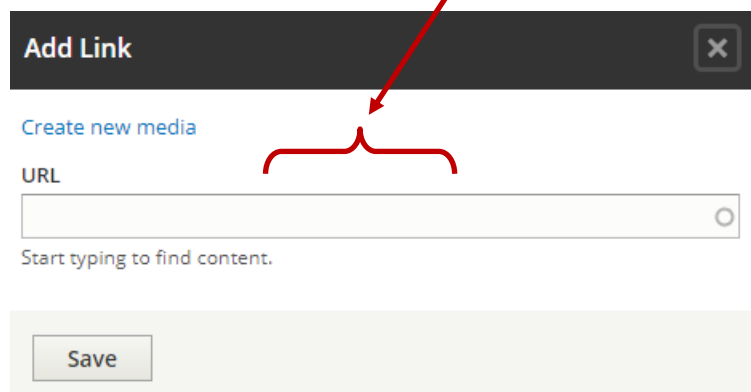 Add Link
Create new media
URL
Start typing to find content.
Save